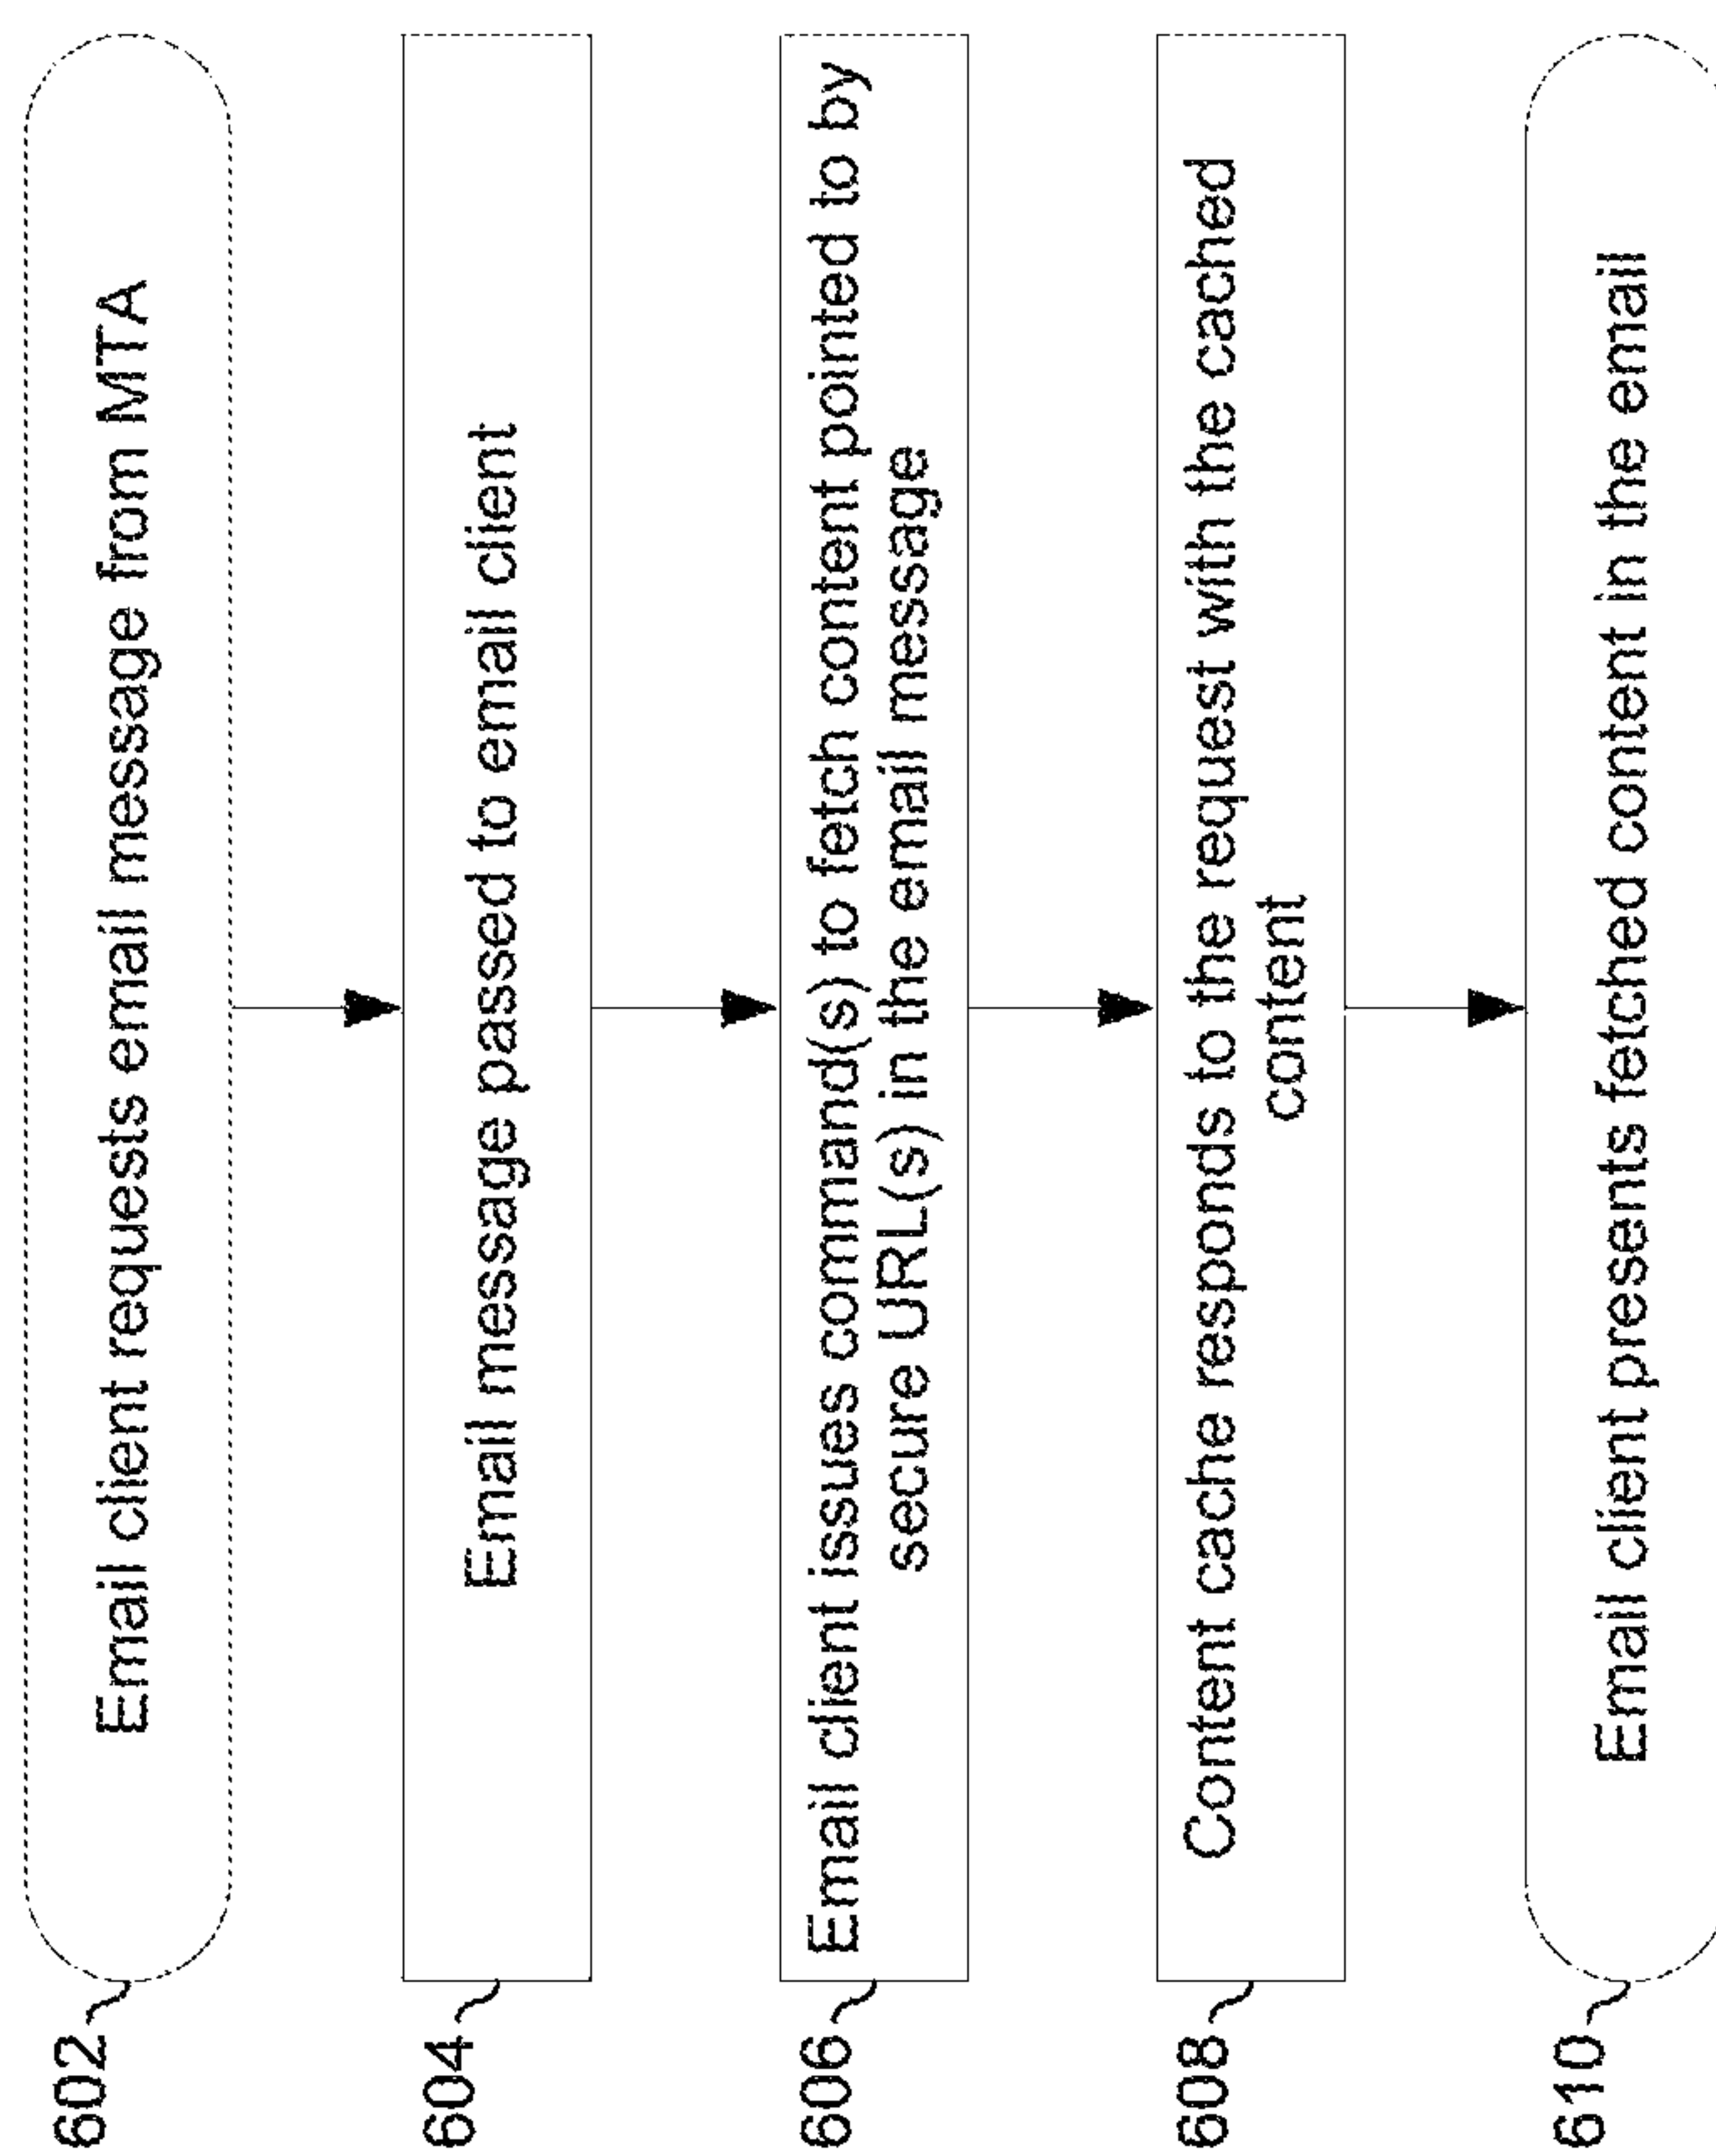 602
Email client requests email message from MTA
604
Email message passed to email client
606
Email client issues command(s) to fetch content pointed to by
secure URL(s) in the email message
608
Content cache responds to the request with the cached
content
610
Email client presents fetched content in the email